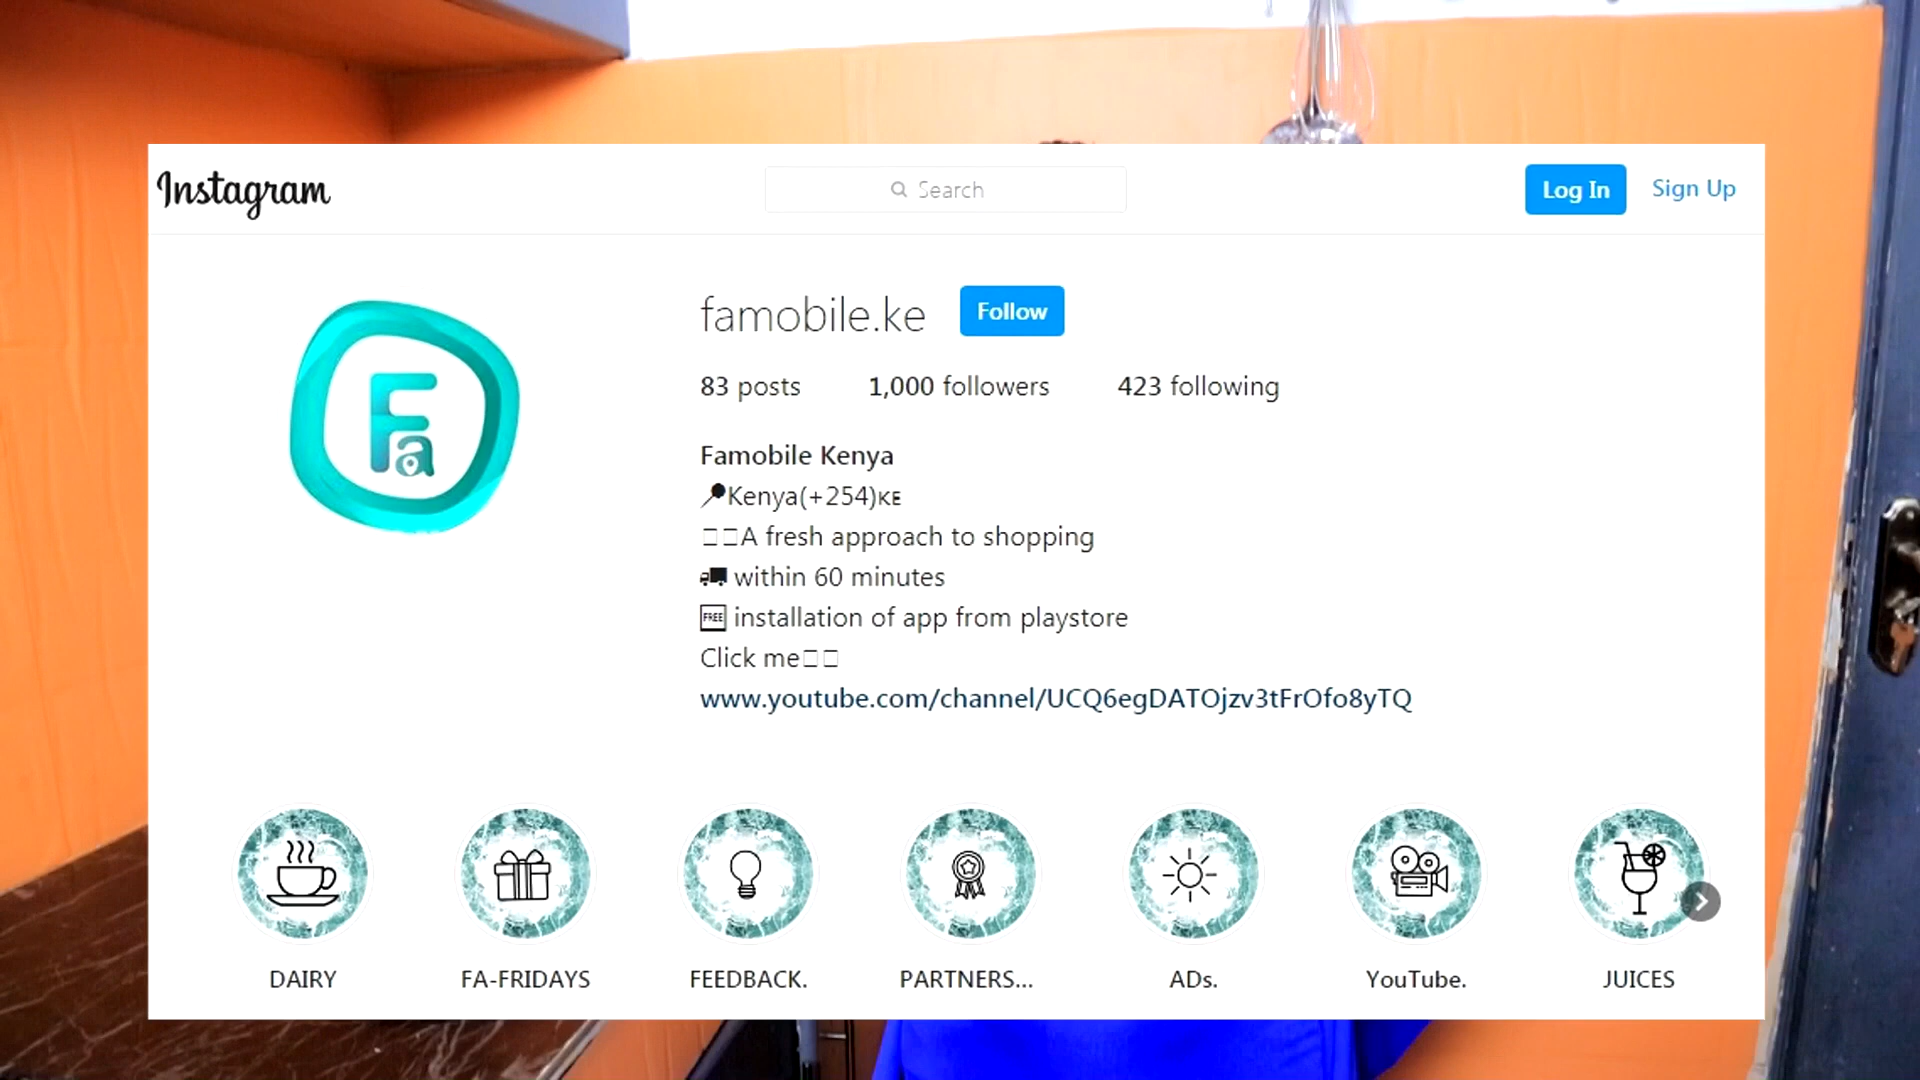 Instagram
Search
Log In
Sign Up
famobile.ke
Follow
83 posts
1,000 followers
423 following
Fa
Famobile Kenya
Kenya(+254)KE
A fresh approach to shopping
within 60 minutes
FREE installation of app from playstore
Click me
www.youtube.com/channel/UCQ6egDATOjzv3tFrOfo8yTQ
DAIRY
FA-FRIDAYS
FEEDBACK.
PARTNERS...
ADs.
YouTube.
JUICES